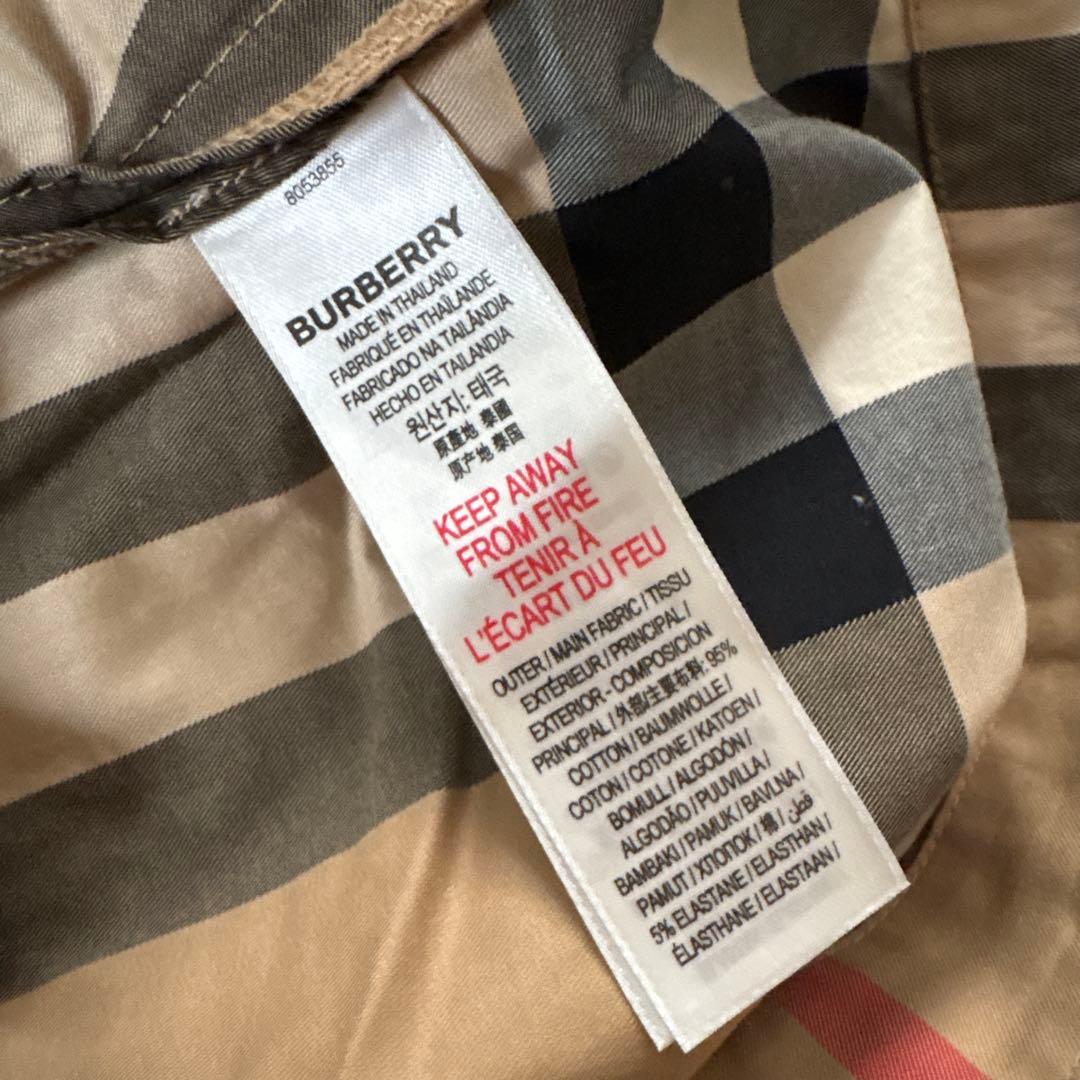 8053855
BURBERRY
MADE IN THAILAND
FABRIQUÉ EN THAÏLANDE
FABRICADO NA TAILÂNDIA
HECHO EN TAILANDIA
원산지: 태국
原產地 泰國
原产地 泰国
KEEP AWAY
FROM FIRE
TENIR À
L'ÉCART DU FEU
OUTER / MAIN FABRIC / TISSU
EXTÉRIEUR / PRINCIPAL /
EXTERIOR - COMPOSICION
PRINCIPAL / 外部/主要布料: 95%
COTTON / BAUMWOLLE /
COTON / COTONE / KATOEN /
BOMULL / ALGODÓN /
ALGODÃO / PUUVILLA /
BAMBAKI / PAMUK / BAVLNA /
PAMUT / ΧΛΟΠΟΚ / 棉 / قطن /
5% ELASTANE / ELASTHAN /
ÉLASTHANE / ELASTAAN /